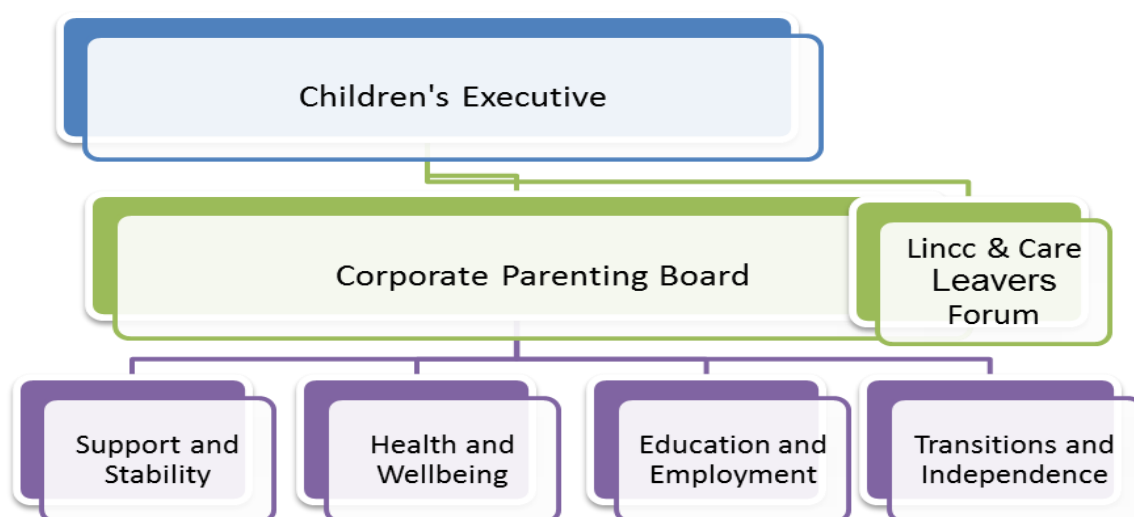 Children's Executive
Corporate Parenting Board
Lincc & Care
Leavers
Forum
Support and
Stability
Health and
Wellbeing
Education and
Employment
Transitions and
Independence